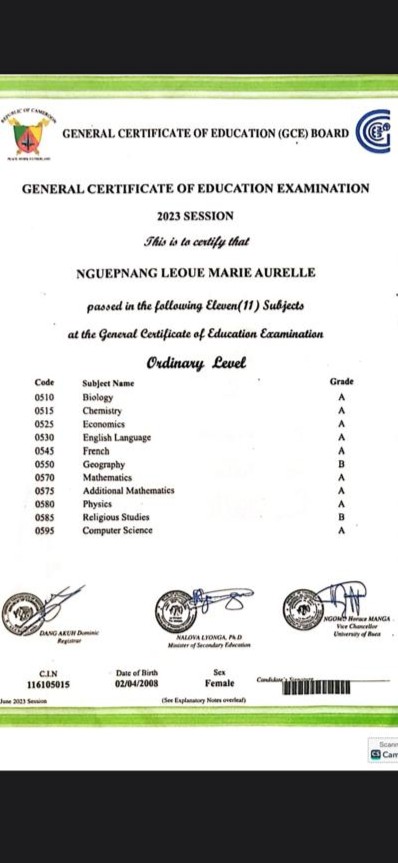 REPUBLIC OF CAMEROON
GENERAL CERTIFICATE OF EDUCATION (GCE) BOARD
GENERAL CERTIFICATE OF EDUCATION EXAMINATION
2023 SESSION
This is to certify that
NGUEPNANG LEOUE MARIE AURELLE
passed in the following Eleven(11) Subjects
at the General Certificate of Education Examination
Ordinary Level
Code Subject Name Grade
0510 Biology A
0515 Chemistry A
0525 Economics A
0530 English Language A
0545 French A
0550 Geography B
0570 Mathematics A
0575 Additional Mathematics A
0580 Physics A
0585 Religious Studies B
0595 Computer Science A
DANG AKUH Dominic
Registrar
NALOVA LYONGA, Ph.D
Minister of Secondary Education
NGOMO Horace MANGA
Vice Chancellor
University of Buea
C.I.N Date of Birth Sex Candidate's Signature
116105015 02/04/2008 Female
June 2023 Session (See Explanatory Notes overleaf)
Scann
CS Cam